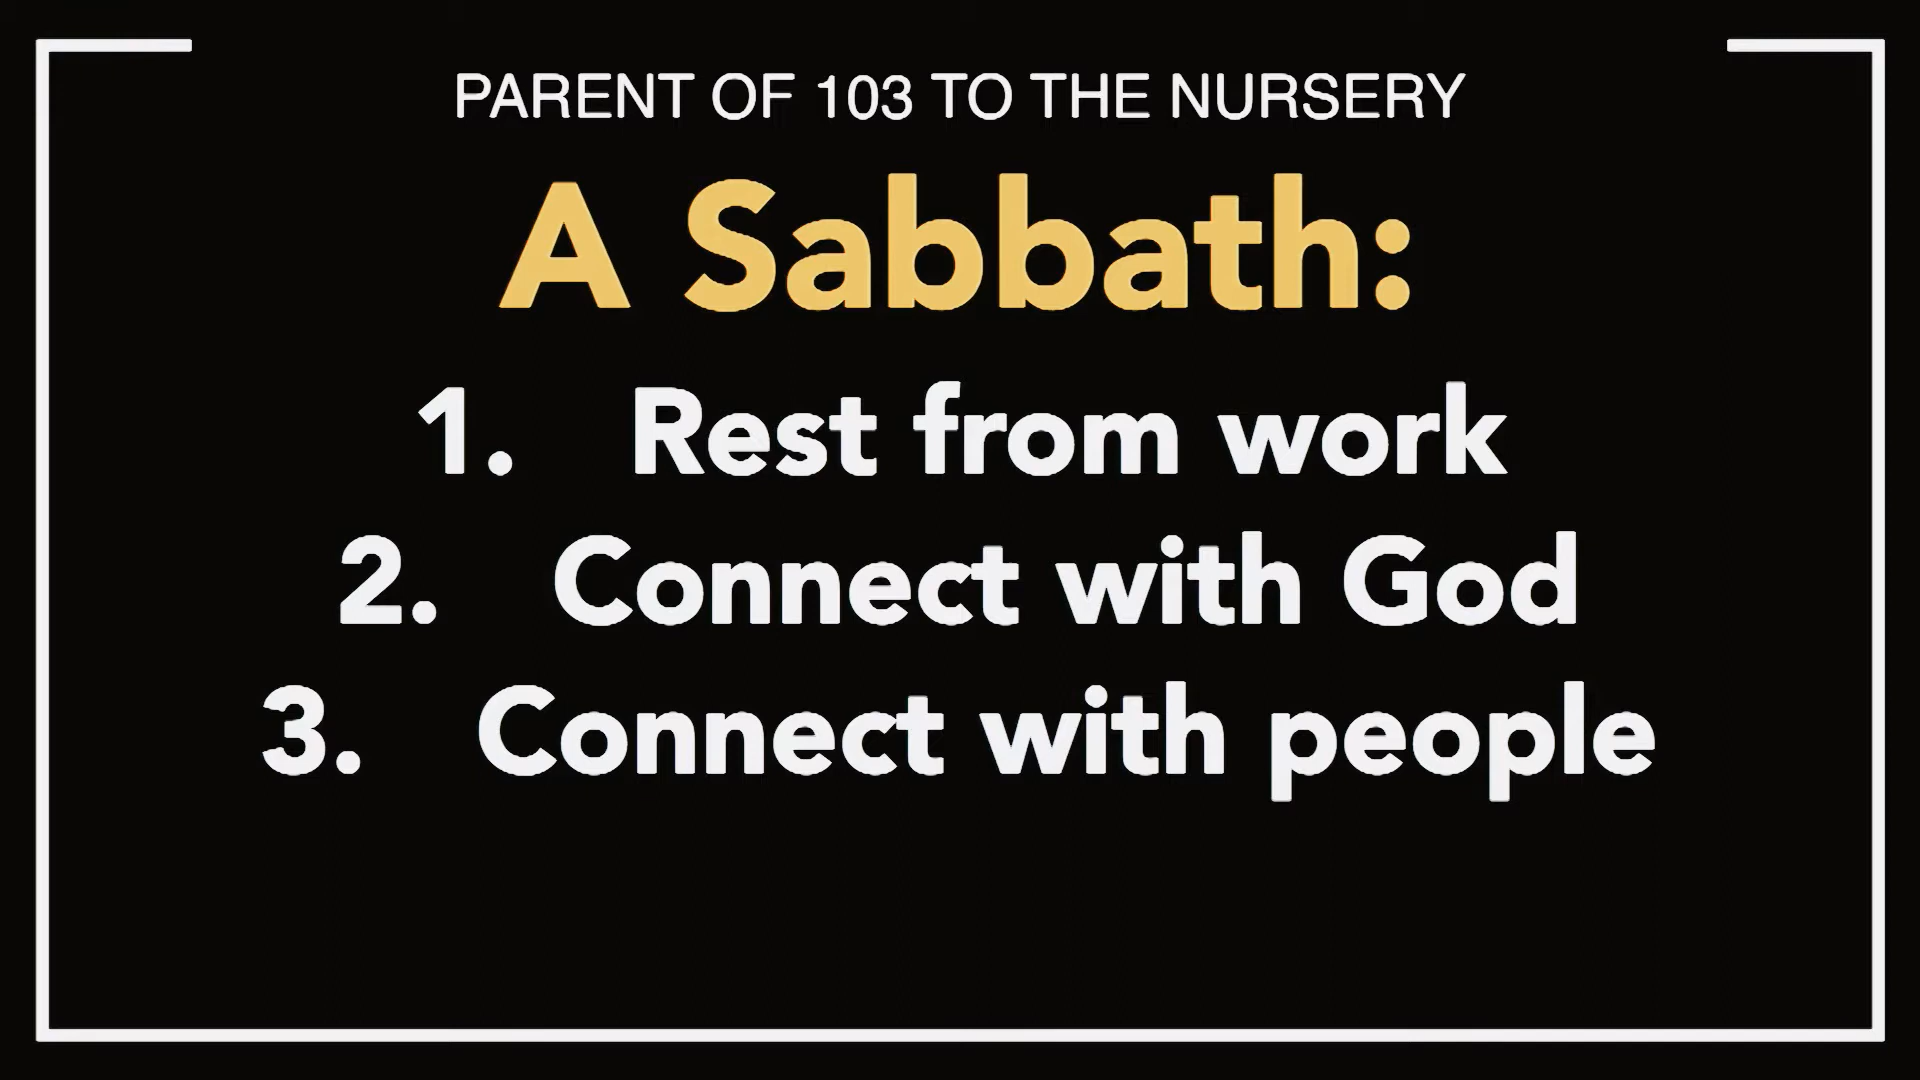 PARENT OF 103 TO THE NURSERY
A Sabbath:
1. Rest from work
2. Connect with God
3. Connect with people